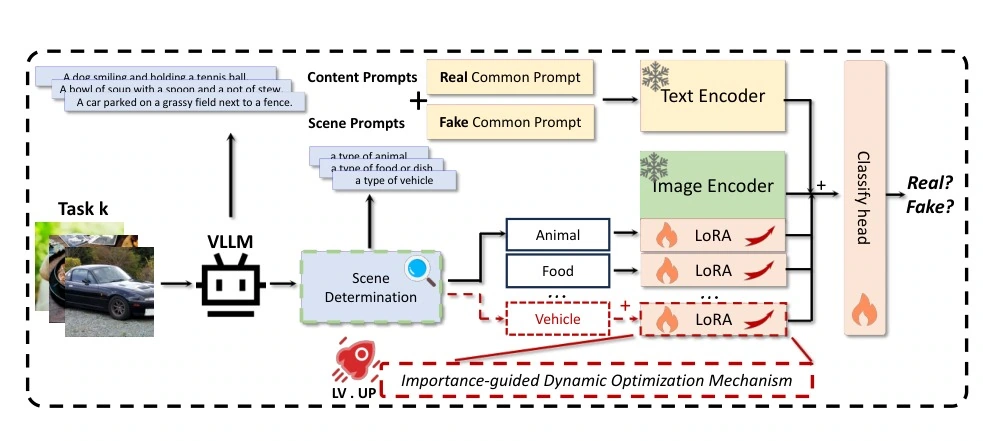 A dog smiling and holding a tennis ball.
A bowl of soup with a spoon and a pot of stew.
A car parked on a grassy field next to a fence.
Content Prompts
+
Scene Prompts
Real Common Prompt
Fake Common Prompt
Text Encoder
a type of animal
a type of food or dish
a type of vehicle
Image Encoder
Task k
VLLM
Scene
Determination
Animal
Food
...
Vehicle
+
LoRA
LoRA
...
LoRA
+
Classify head
Real?
Fake?
LV . UP
Importance-guided Dynamic Optimization Mechanism